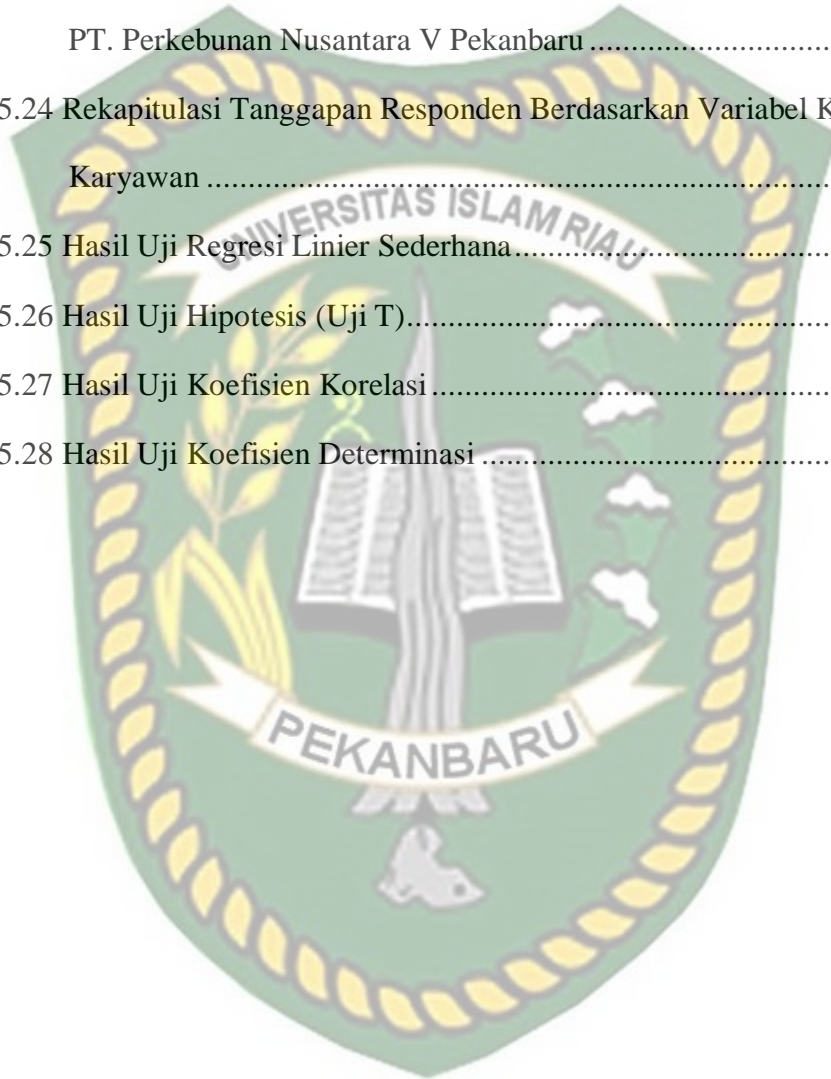 PT. Perkebunan Nusantara V Pekanbaru ........................
5.24 Rekapitulasi Tanggapan Responden Berdasarkan Variabel K
Karyawan ...............................................................
5.25 Hasil Uji Regresi Linier Sederhana................................
5.26 Hasil Uji Hipotesis (Uji T)...........................................
5.27 Hasil Uji Koefisien Korelasi ........................................
5.28 Hasil Uji Koefisien Determinasi ...................................
UNIVERSITAS ISLAM RIAU
PEKANBARU